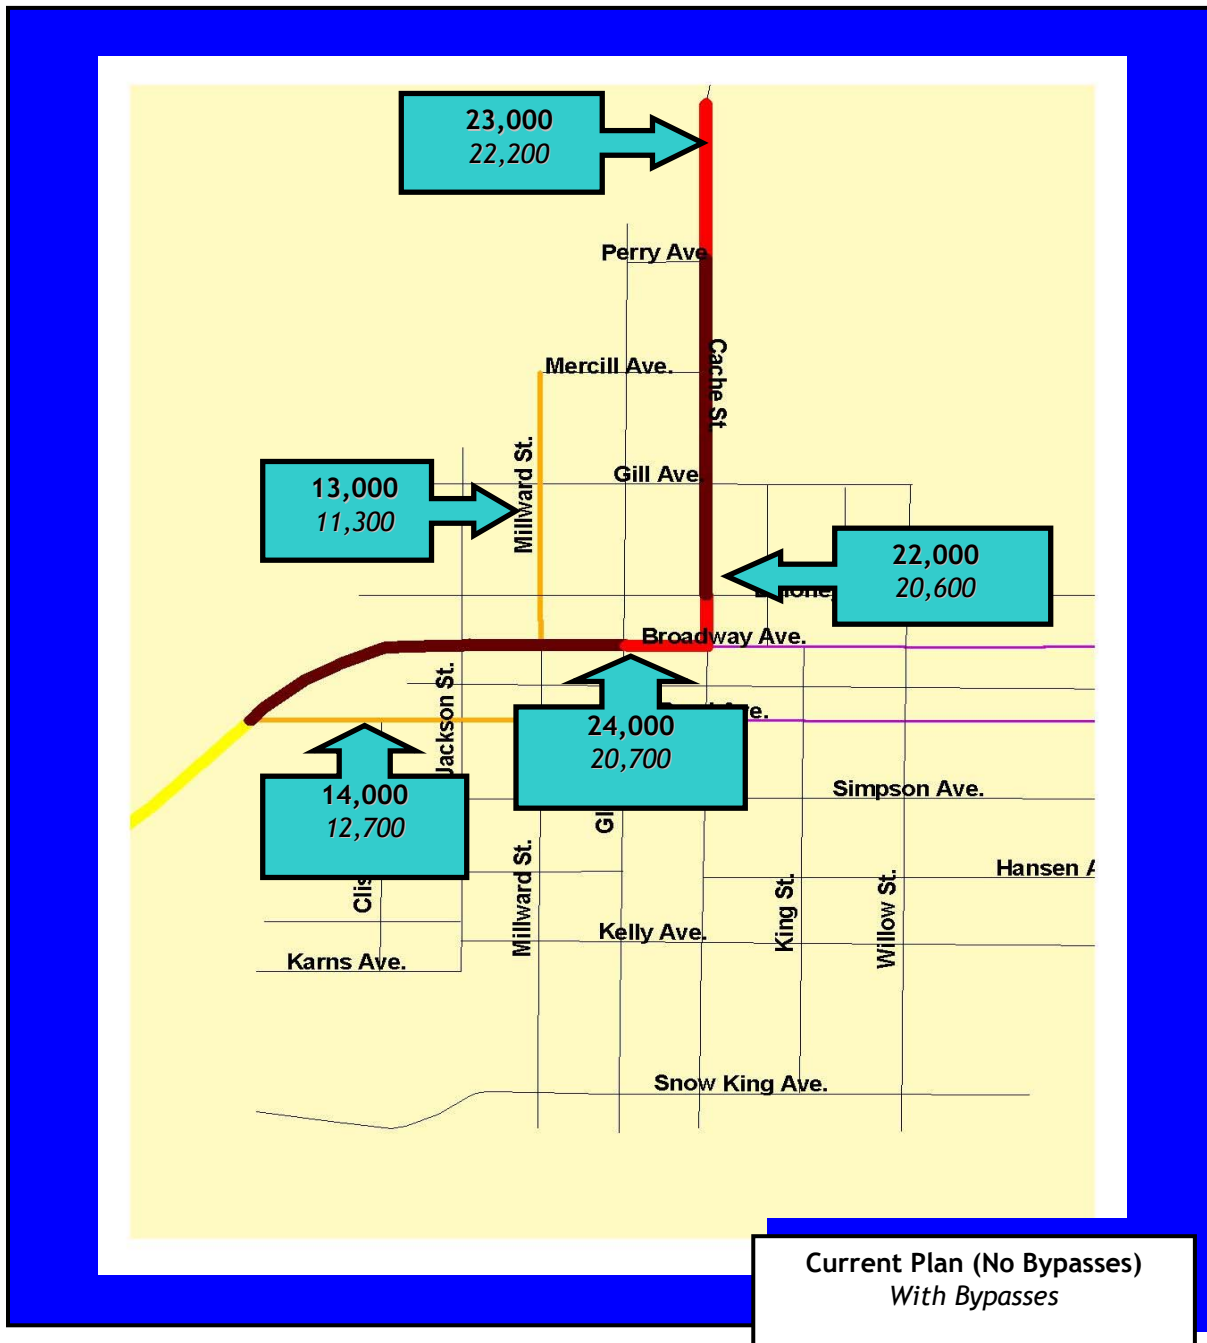 23,000
22,200
Perry Ave
Mercill Ave.
Cache St
Millward St.
Gill Ave.
13,000
11,300
22,000
20,600
Broadway Ave.
Jackson St.
Ave.
24,000
20,700
14,000
12,700
Simpson Ave.
Hansen A
Millward St.
King St.
Willow St.
Kelly Ave.
Karns Ave.
Snow King Ave.
Current Plan (No Bypasses)
With Bypasses